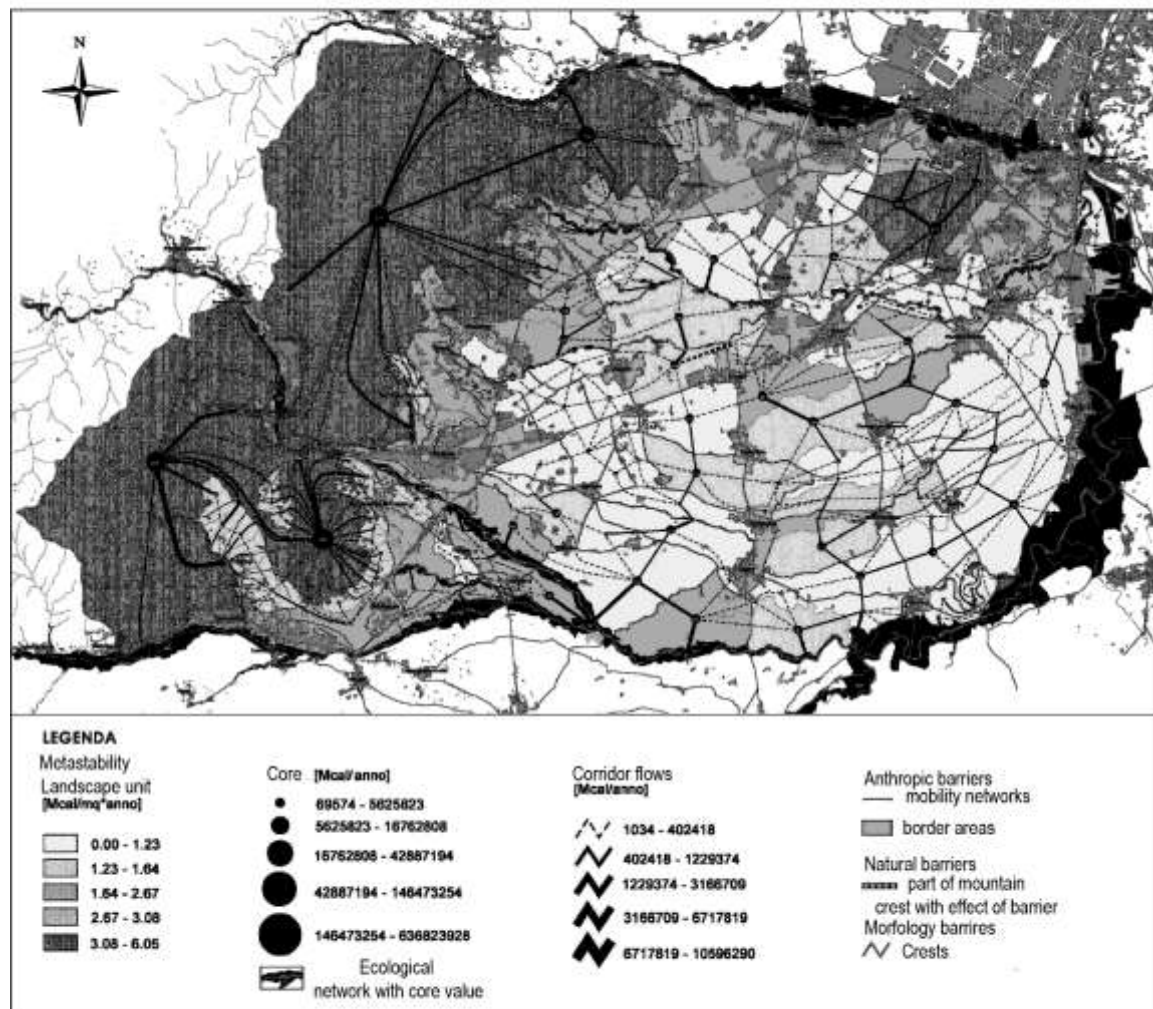 N
LEGENDA
Metastability
Landscape unit
[Mcal/mq*anno]
0.00 - 1.23
1.23 - 1.64
1.64 - 2.67
2.67 - 3.08
3.08 - 6.05
Core [Mcal/anno]
69574 - 5625823
5625823 - 16762808
16762808 - 42887194
42887194 - 146473254
146473254 - 636823928
Ecological
network with core value
Corridor flows
[Mcal/anno]
1034 - 402418
402418 - 1229374
1229374 - 3166709
3166709 - 6717819
6717819 - 10596290
Anthropic barriers
mobility networks
border areas
Natural barriers
part of mountain
crest with effect of barrier
Morfology barrires
Crests